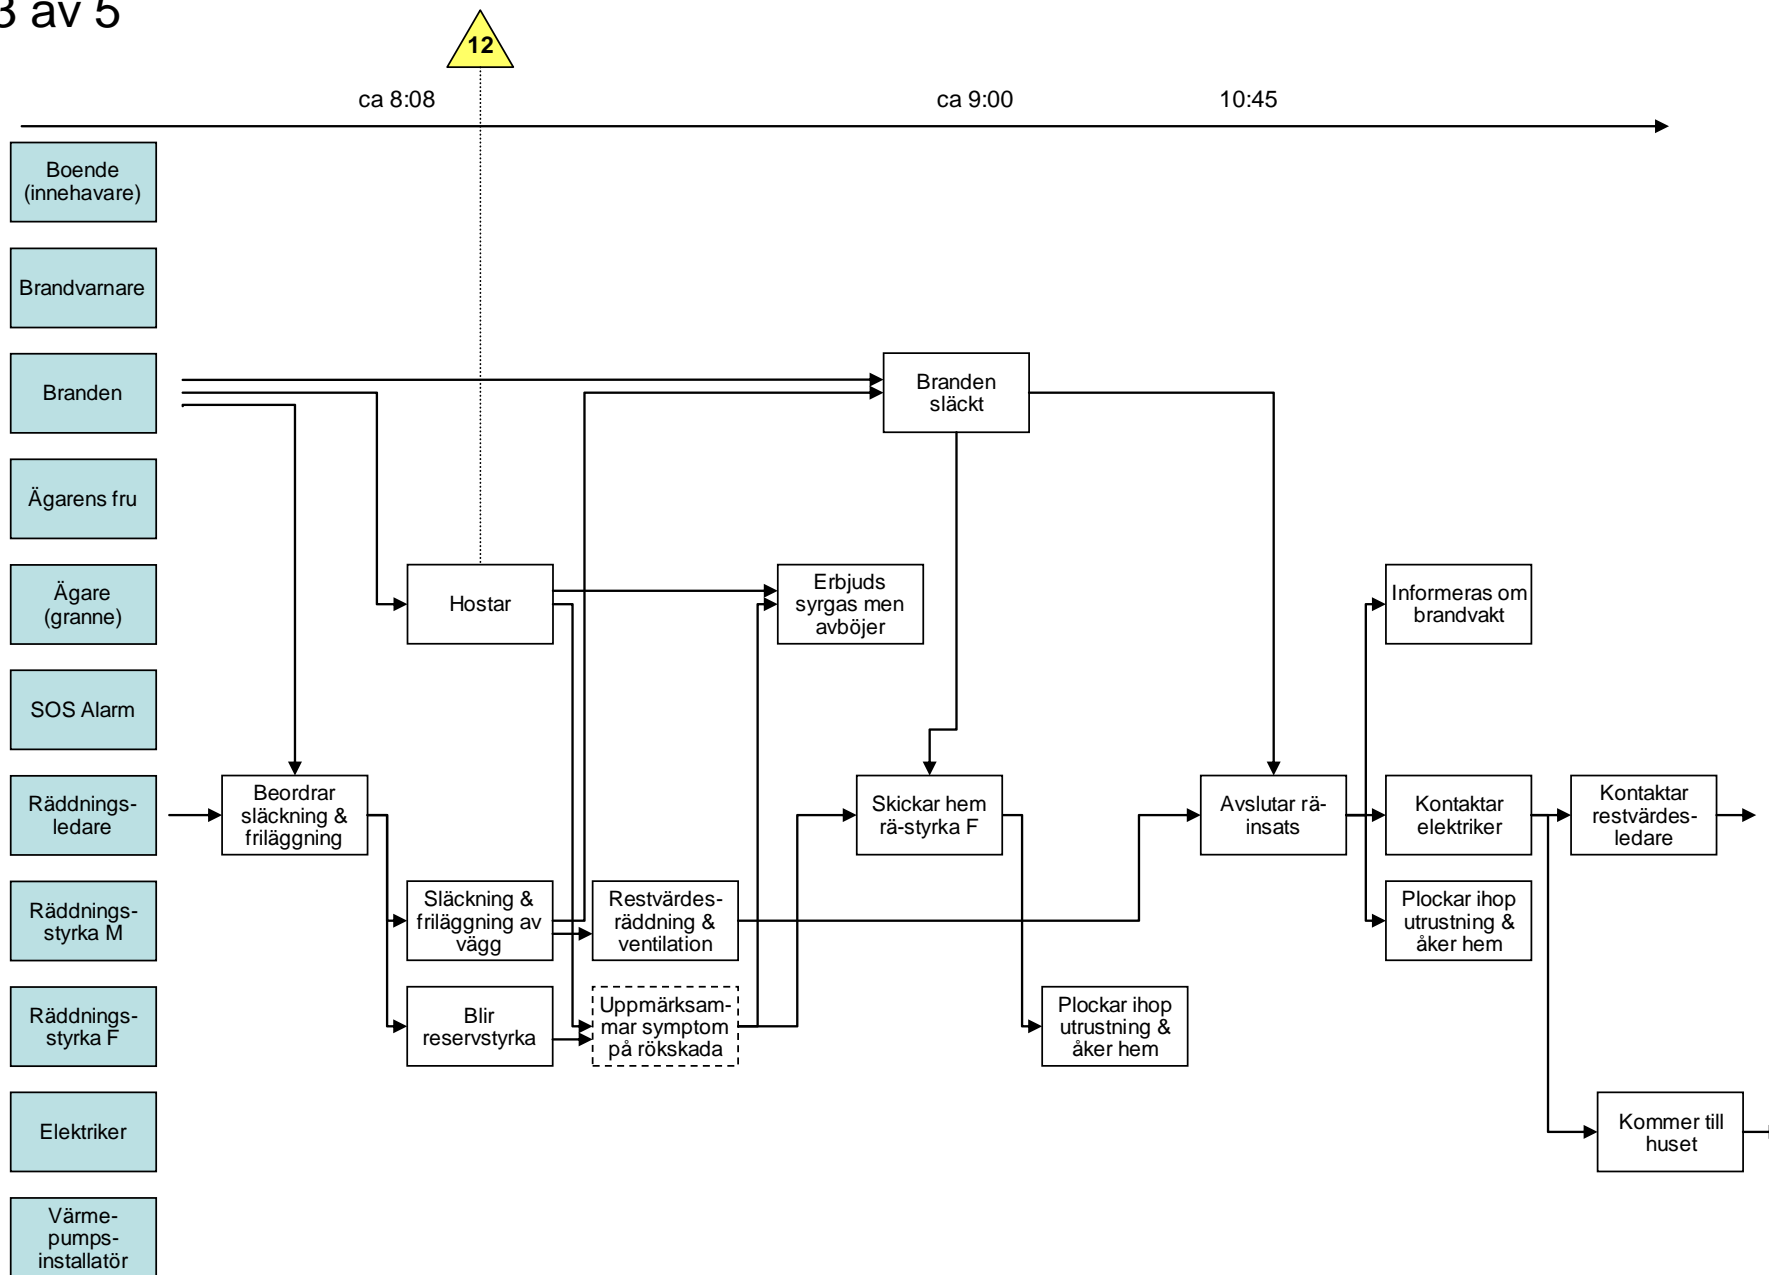 3 av 5
12
ca 8:08
ca 9:00
10:45
Boende
(innehavare)
Brandvarnare
Branden
Branden
släckt
Ägarens fru
Ägare
(granne)
Hostar
Erbjuds
syrgas men
avböjer
Informeras om
brandvakt
SOS Alarm
Räddnings-
ledare
Beordrar
släckning &
friläggning
Skickar hem
rä-styrka F
Avslutar rä-
insats
Kontaktar
elektriker
Kontaktar
restvärdes-
ledare
Räddnings-
styrka M
Släckning &
friläggning av
vägg
Restvärdes-
räddning &
ventilation
Plockar ihop
utrustning &
åker hem
Räddnings-
styrka F
Blir
reservstyrka
Uppmärksam-
mar symptom
på rökskada
Plockar ihop
utrustning &
åker hem
Elektriker
Kommer till
huset
Värme-
pumps-
installatör